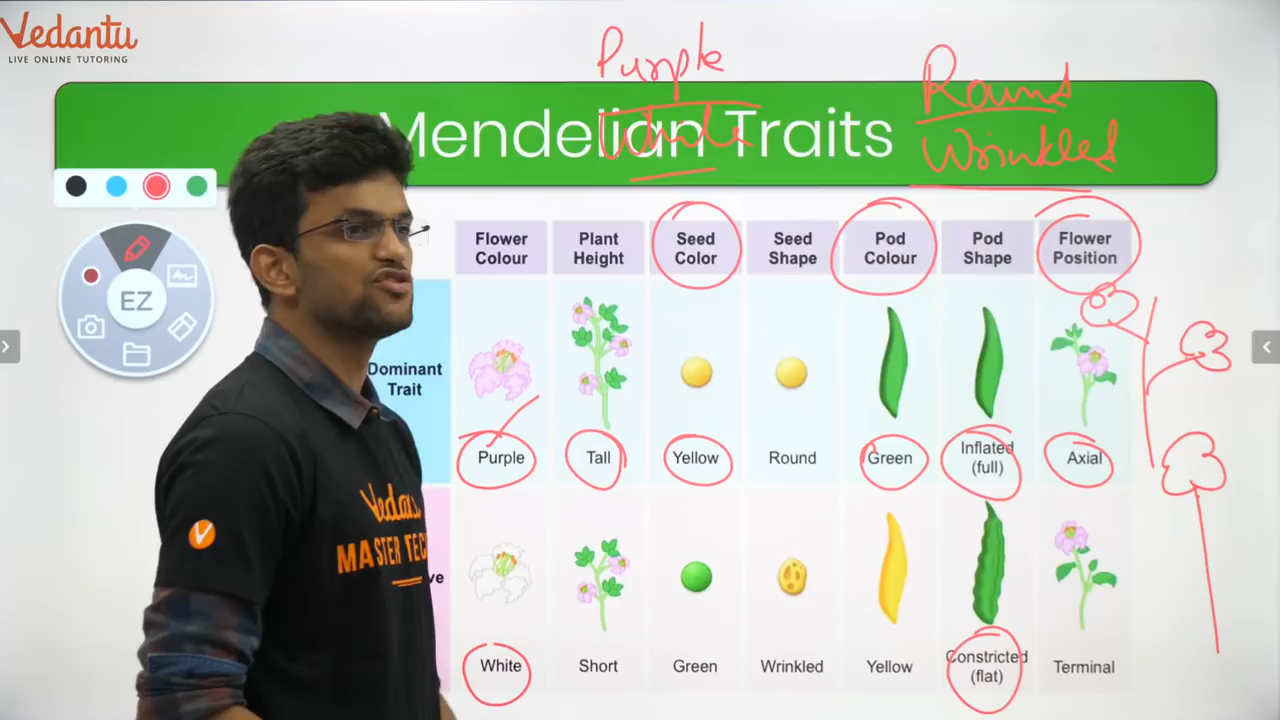 Vedantu
LIVE ONLINE TUTORING
Purple
White
Round
Wrinkled
Mendelian Traits
EZ
Flower Colour
Plant Height
Seed Color
Seed Shape
Pod Colour
Pod Shape
Flower Position
Dominant Trait
Purple
Tall
Yellow
Round
Green
Inflated (full)
Axial
Vedantu
MASTER TEC
V
ve
White
Short
Green
Wrinkled
Yellow
Constricted (flat)
Terminal